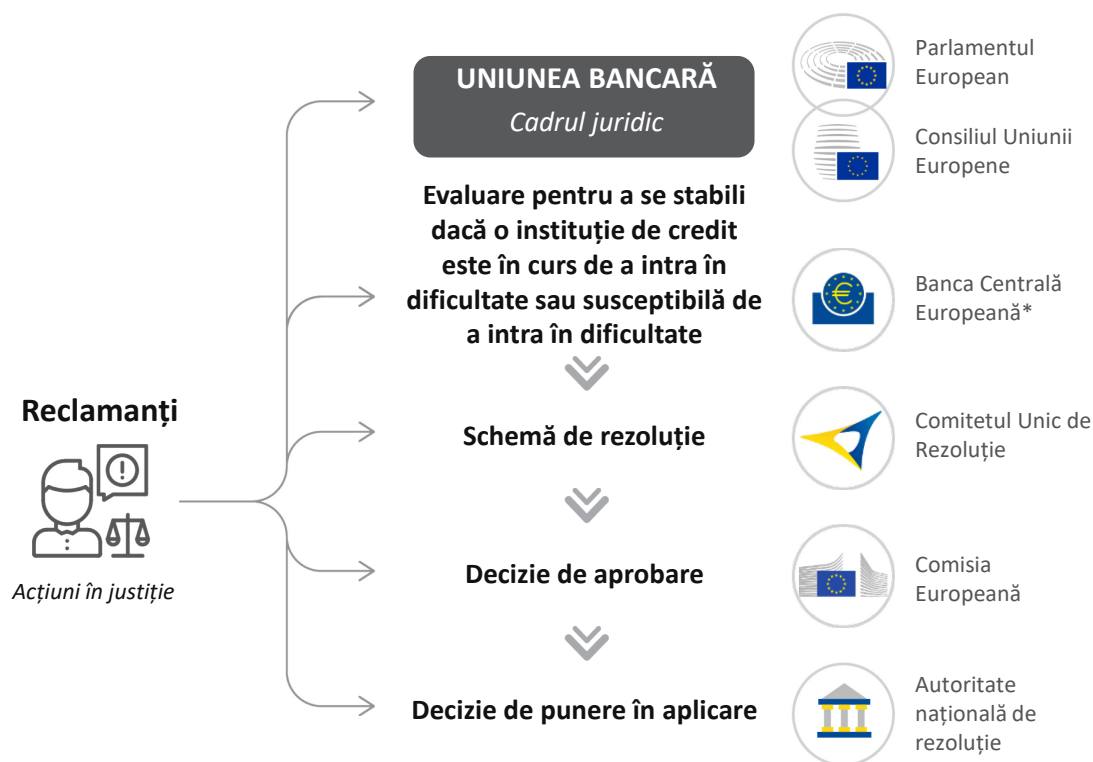 UNIUNEA BANCARĂ
Cadrul juridic
Parlamentul
European
Consiliul Uniunii
Europene
Evaluare pentru a se stabili
dacă o instituție de credit
este în curs de a intra în
dificultate sau susceptibilă de
a intra în dificultate
Banca Centrală
Europeană*
Reclamanți
Acțiuni în justiție
Schemă de rezoluție
Comitetul Unic de
Rezoluție
Decizie de aprobare
Comisia
Europeană
Decizie de punere în aplicare
Autoritate
națională de
rezoluție